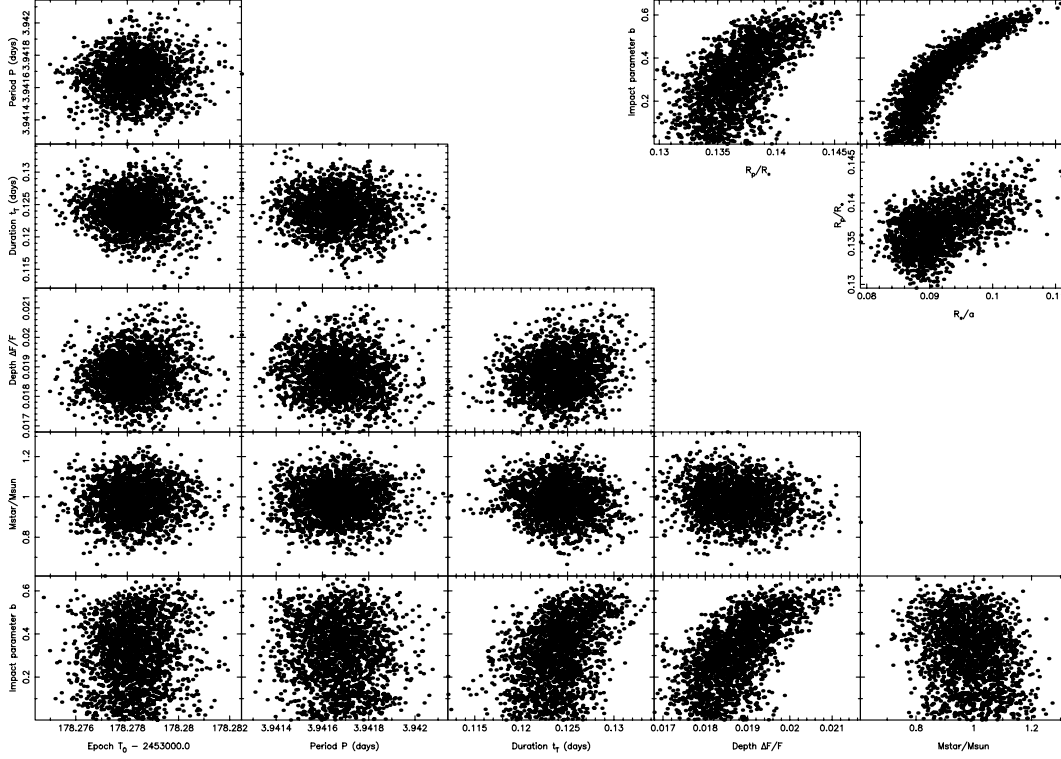 Period P (days)
3.9414 3.9416 3.9418 3.942
Impact parameter b
0.2 0.4 0.6
0.13 0.135 0.14 0.145
Rp/R*
Duration tT (days)
0.115 0.12 0.125 0.13
Rp/R*
0.13 0.135 0.14 0.145
0.08 0.09 0.1
R*/a
Depth ΔF/F
0.017 0.018 0.019 0.02 0.021
Mstar/Msun
0.8 1 1.2
Impact parameter b
0.2 0.4 0.6
178.276 178.278 178.28 178.282
3.9414 3.9416 3.9418 3.942
0.115 0.12 0.125 0.13
0.017 0.018 0.019 0.02 0.021
0.8 1 1.2
Epoch T0 − 2453000.0
Period P (days)
Duration tT (days)
Depth ΔF/F
Mstar/Msun